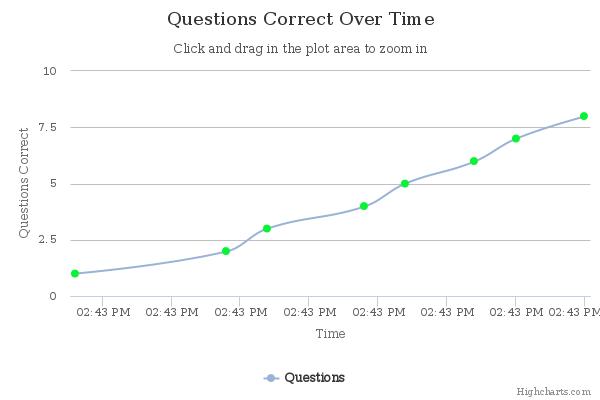 Questions Correct Over Time
Click and drag in the plot area to zoom in
Questions Correct
10
7.5
5
2.5
0
02:43 PM 02:43 PM 02:43 PM 02:43 PM 02:43 PM 02:43 PM 02:43 PM 02:43 PM
Time
Questions
Highcharts.com